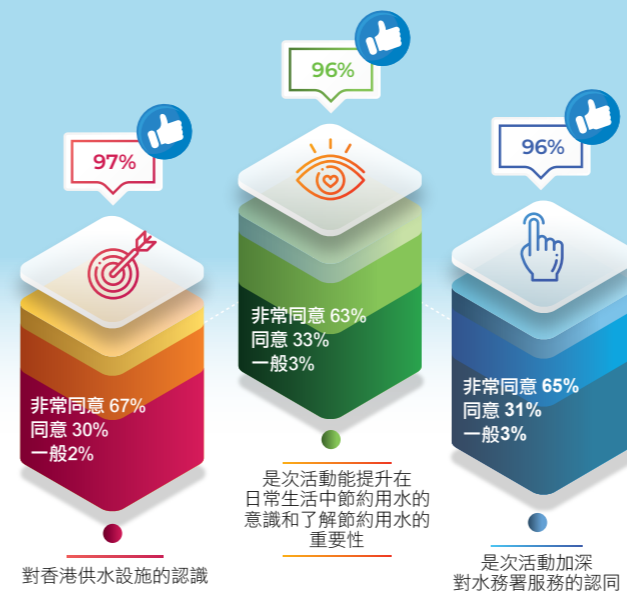 97%
非常同意 67%
同意 30%
一般2%
對香港供水設施的認識
96%
非常同意 63%
同意 33%
一般3%
是次活動能提升在
日常生活中節約用水的
意識和了解節約用水的
重要性
96%
非常同意 65%
同意 31%
一般3%
是次活動加深
對水務署服務的認同